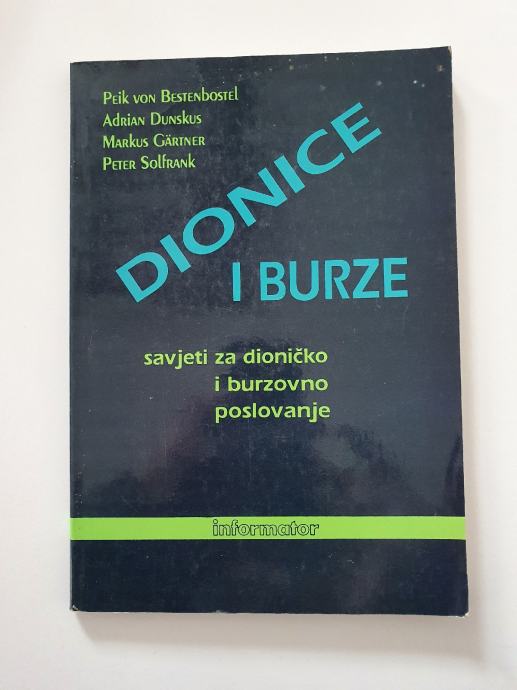 Peik von Bestenbostel
Adrian Dunskus
Markus Gärtner
Peter Solfrank
DIONICE
I BURZE
savjeti za dioničko
i burzovno
poslovanje
informator